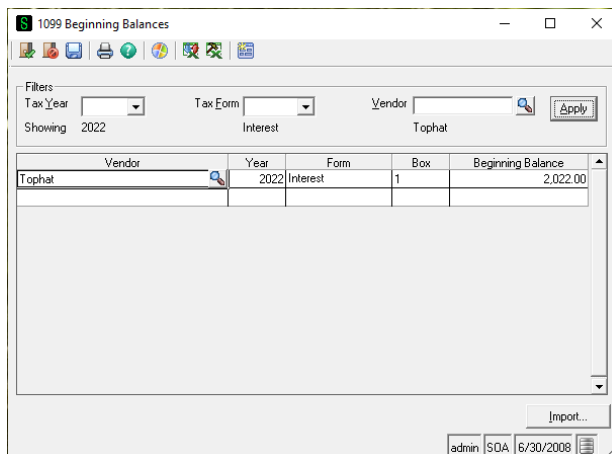 S 1099 Beginning Balances
Filters
Tax Year Tax Form Vendor Apply
Showing 2022 Interest Tophat
Vendor Year Form Box Beginning Balance
Tophat 2022 Interest 1 2,022.00
Import...
admin SOA 6/30/2008